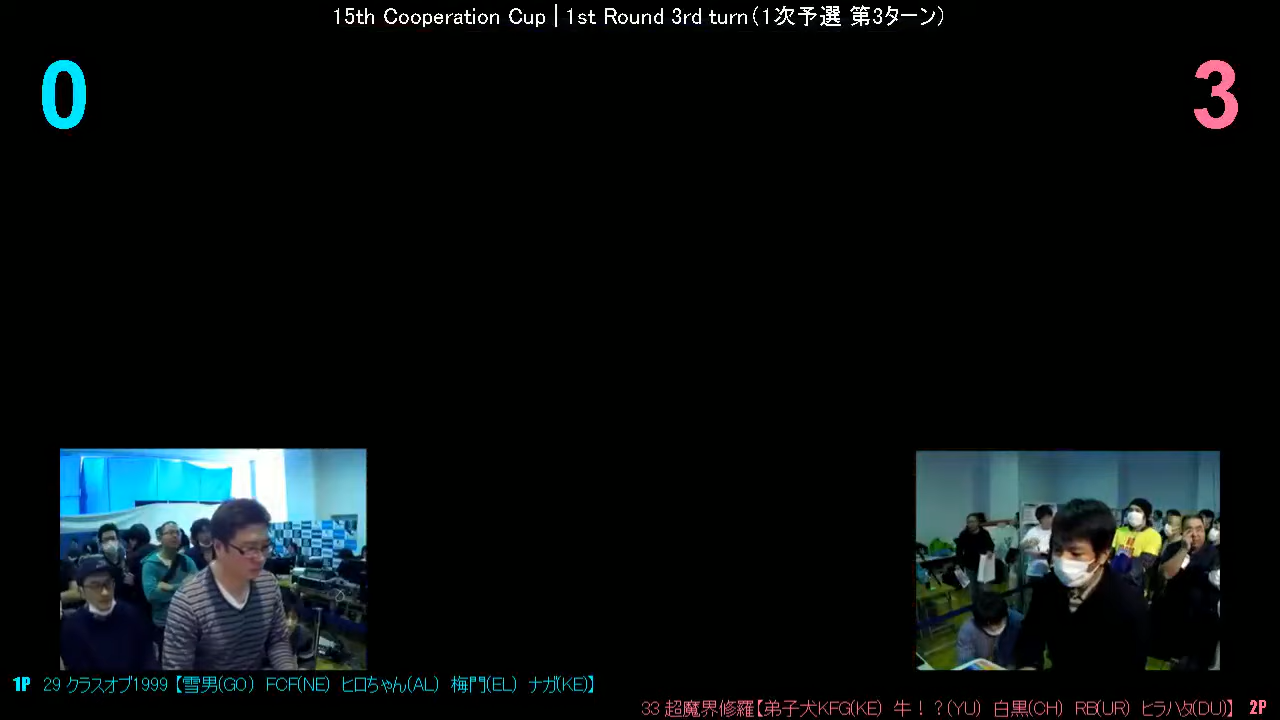 15th Cooperation Cup | 1st Round 3rd turn(1次予選 第3ターン)
0
3
1P 29 クラスオブ1999【雪男(GO) FCF(NE) ヒロちゃん(AL) 梅門(EL) ナガ(KE)】
33 超魔界修羅【弟子犬KFG(KE) 牛！？(YU) 白黒(CH) RB(UR) ヒラハタ(DU)】 2P